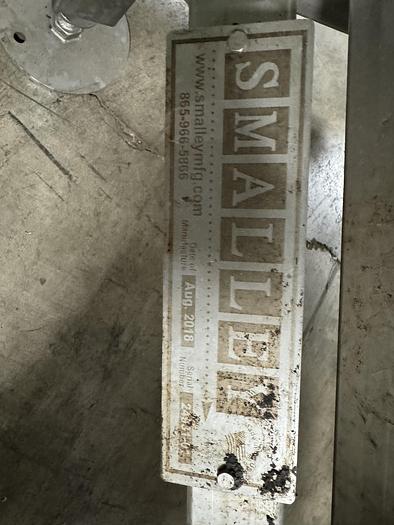 SMALLEY
www.smalleymfg.com
865-966-5866
Date of Manufacture Aug. 2018 Serial Number